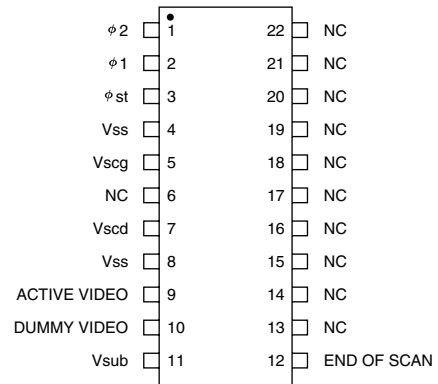 φ2 1 22 NC
φ1 2 21 NC
φst 3 20 NC
Vss 4 19 NC
Vscg 5 18 NC
NC 6 17 NC
Vscd 7 16 NC
Vss 8 15 NC
ACTIVE VIDEO 9 14 NC
DUMMY VIDEO 10 13 NC
Vsub 11 12 END OF SCAN